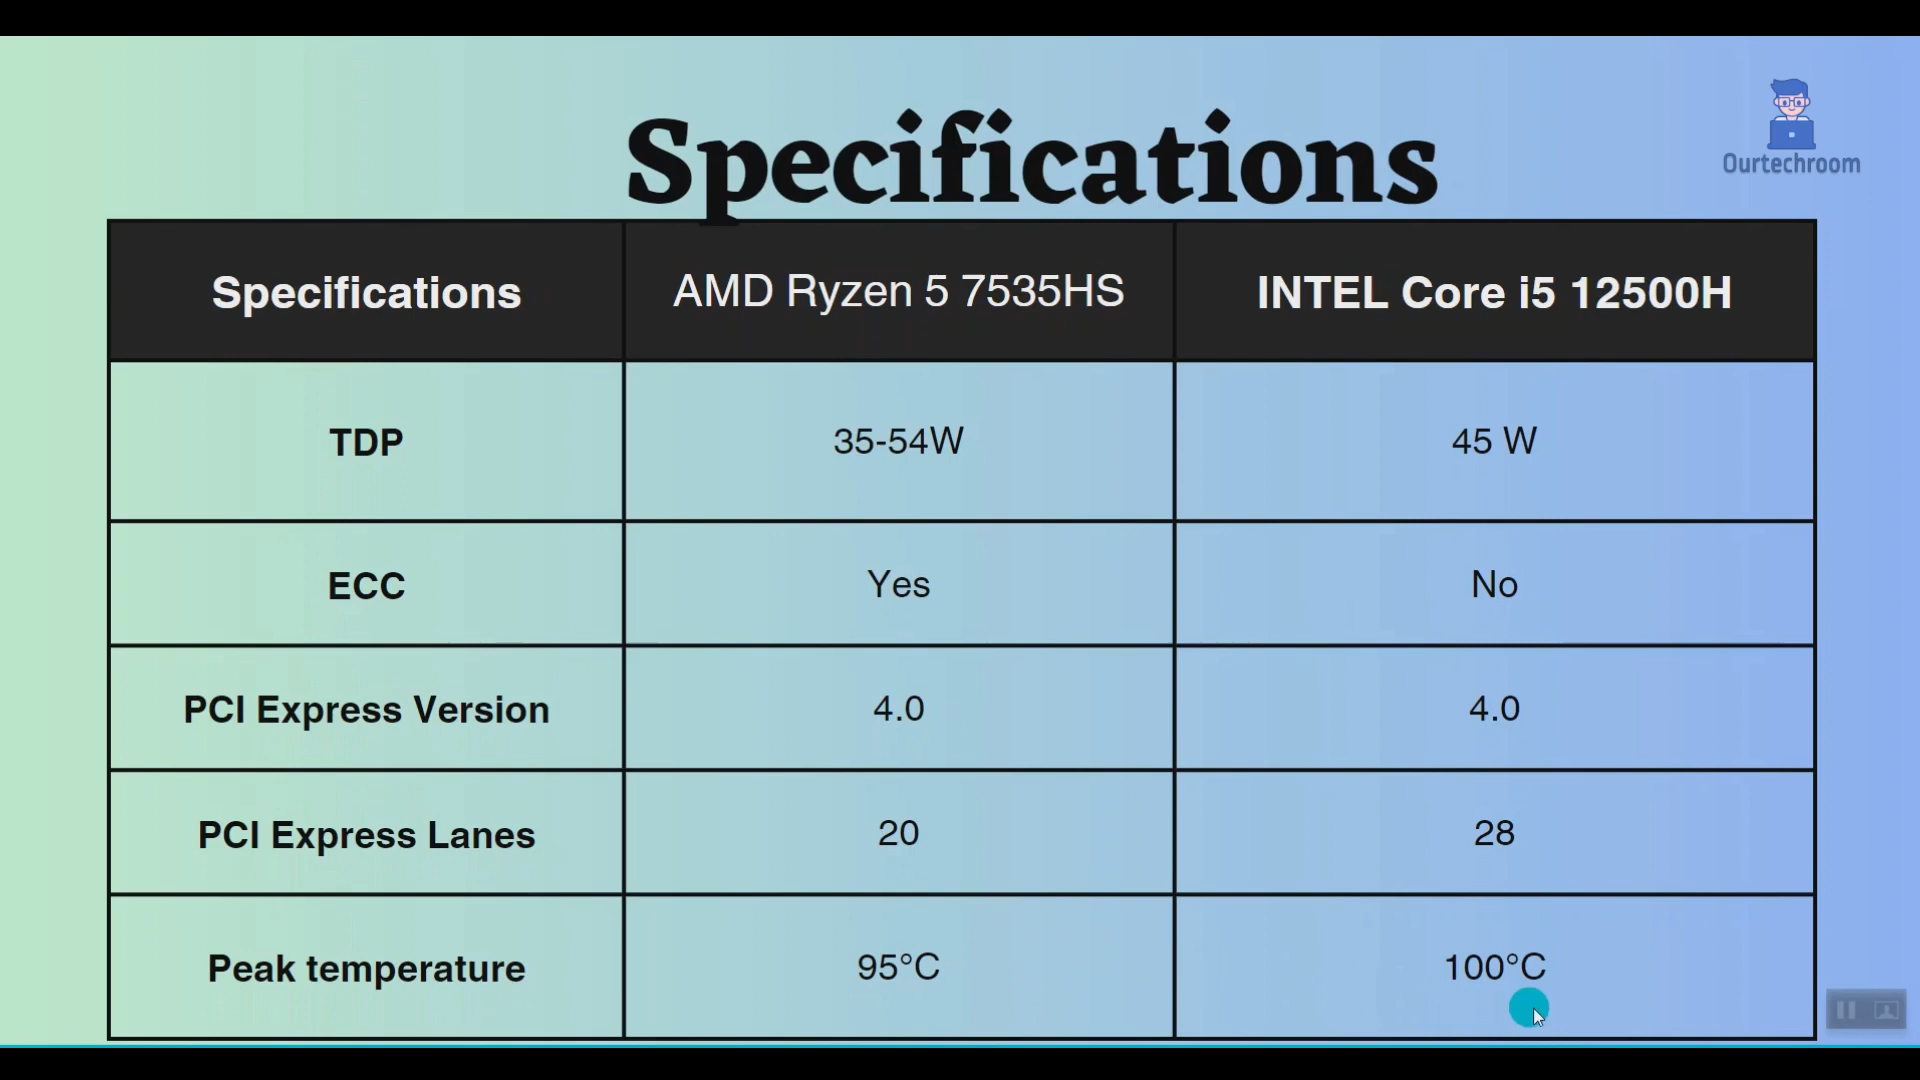 Specifications
Ourtechroom
Specifications AMD Ryzen 5 7535HS INTEL Core i5 12500H
TDP 35-54W 45 W
ECC Yes No
PCI Express Version 4.0 4.0
PCI Express Lanes 20 28
Peak temperature 95°C 100°C